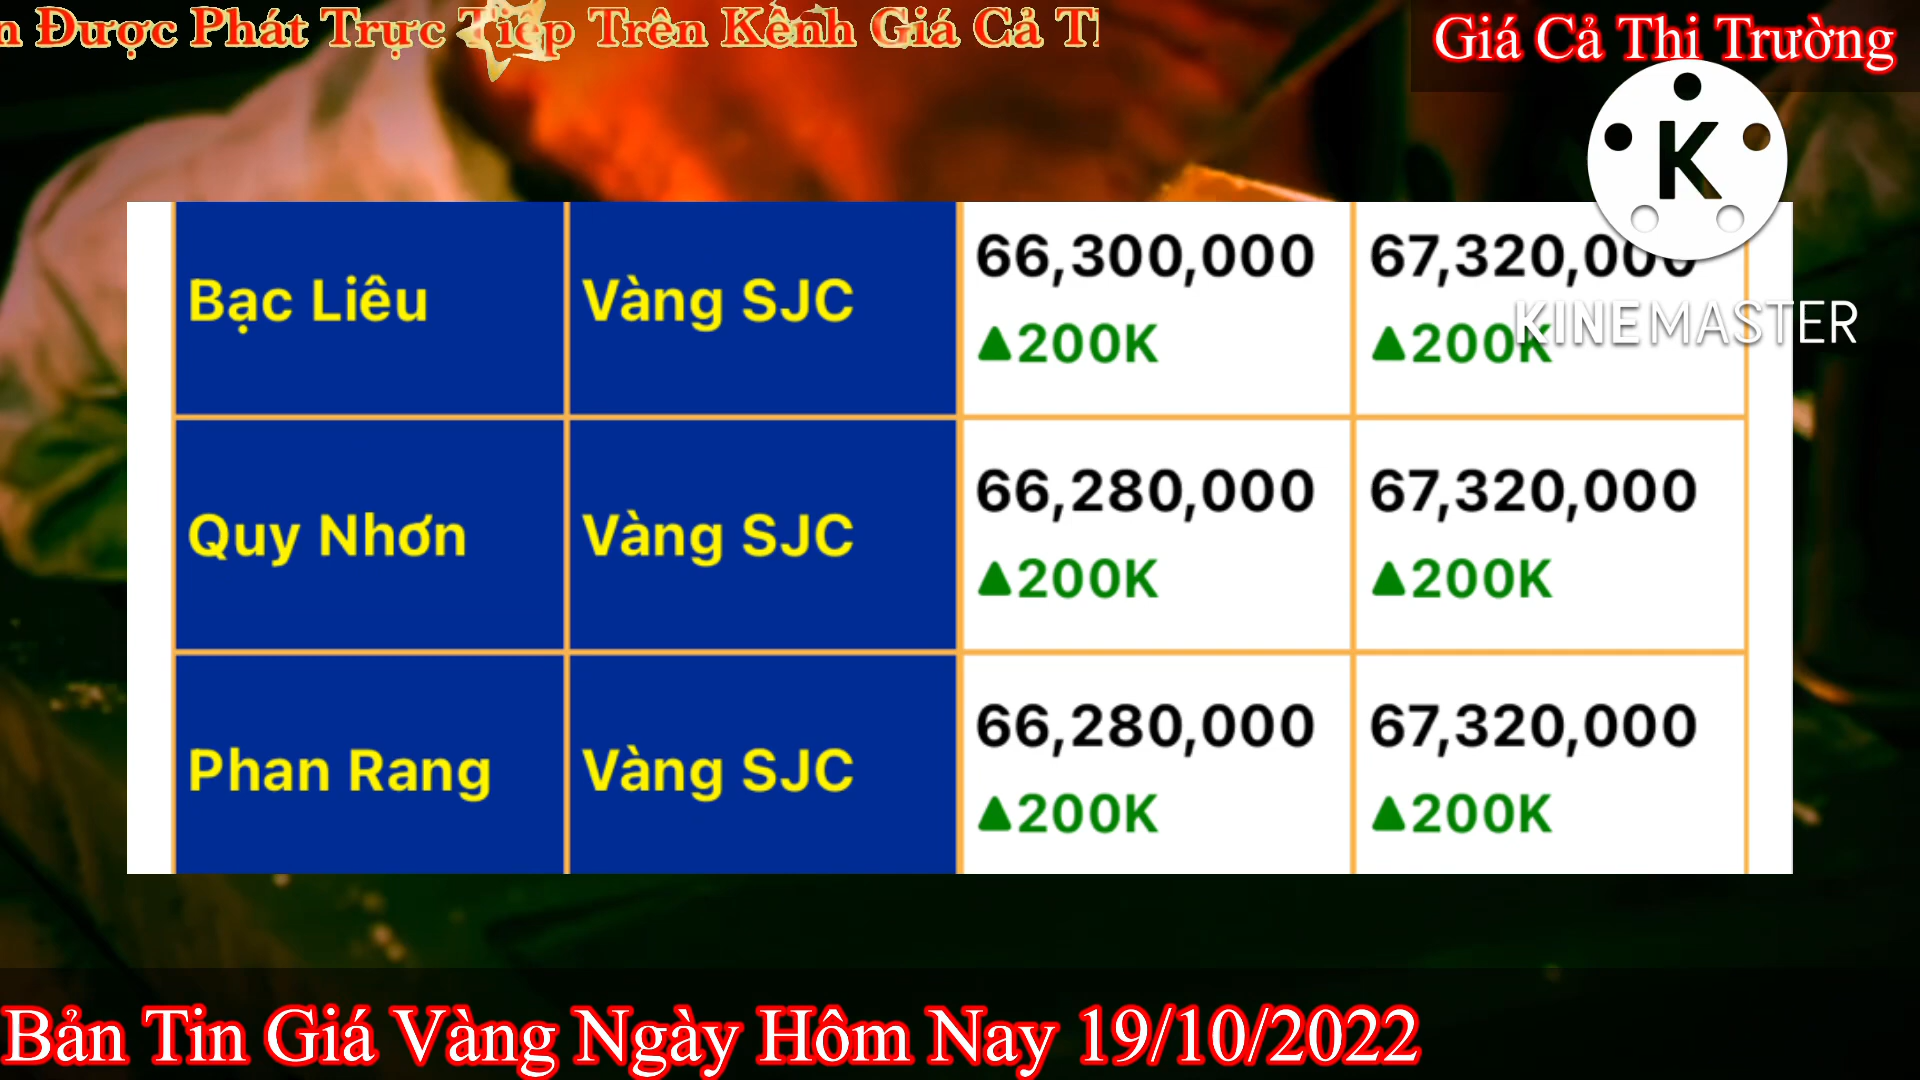 n Được Phát Trực Tiếp Trên Kênh Giá Cả Th
Giá Cả Thi Trường
K
KINEMASTER
Bạc Liêu Vàng SJC 66,300,000 67,320,000
▲200K ▲200K
Quy Nhơn Vàng SJC 66,280,000 67,320,000
▲200K ▲200K
Phan Rang Vàng SJC 66,280,000 67,320,000
▲200K ▲200K
Bản Tin Giá Vàng Ngày Hôm Nay 19/10/2022